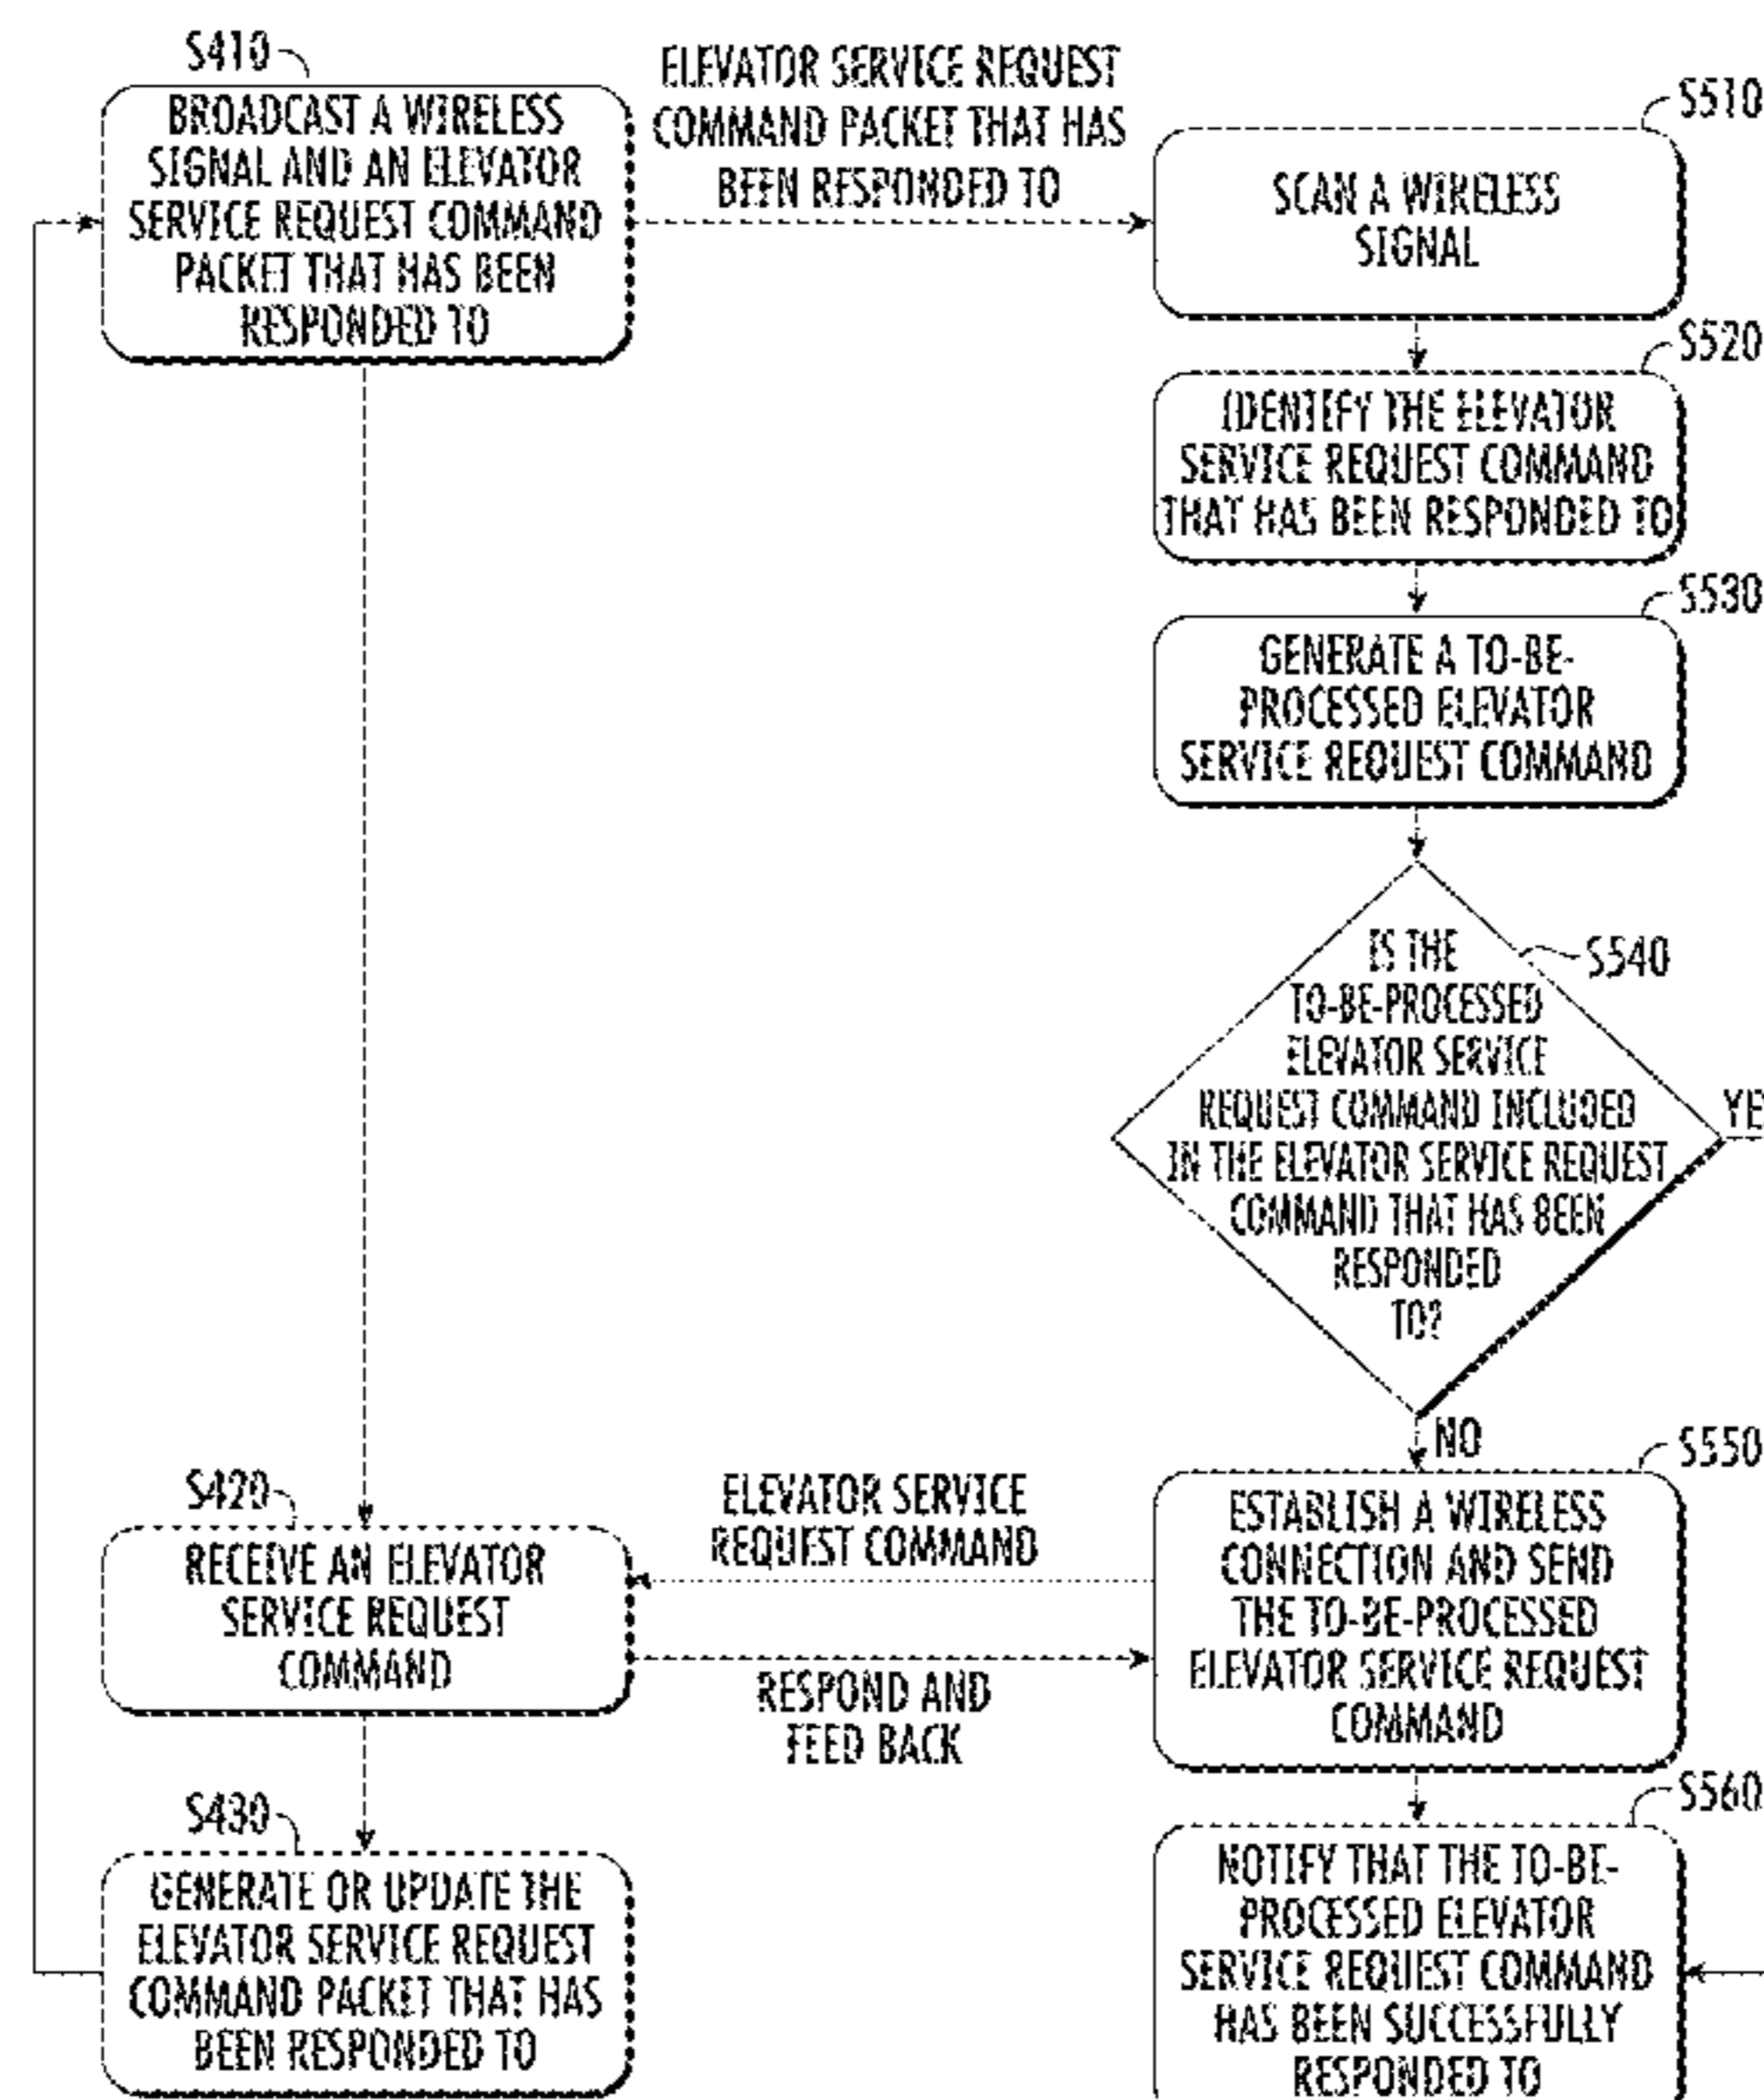 S410
BROADCAST A WIRELESS
SIGNAL AND AN ELEVATOR
SERVICE REQUEST COMMAND
PACKET THAT HAS BEEN
RESPONDED TO
ELEVATOR SERVICE REQUEST
COMMAND PACKET THAT HAS
BEEN RESPONDED TO
S510
SCAN A WIRELESS
SIGNAL
S520
IDENTIFY THE ELEVATOR
SERVICE REQUEST COMMAND
THAT HAS BEEN RESPONDED TO
S530
GENERATE A TO-BE-
PROCESSED ELEVATOR
SERVICE REQUEST COMMAND
S540
IS THE
TO-BE-PROCESSED
ELEVATOR SERVICE
REQUEST COMMAND INCLUDED
IN THE ELEVATOR SERVICE REQUEST
COMMAND THAT HAS BEEN
RESPONDED
TO?
YE
NO
S420
RECEIVE AN ELEVATOR
SERVICE REQUEST
COMMAND
ELEVATOR SERVICE
REQUEST COMMAND
RESPOND AND
FEED BACK
S550
ESTABLISH A WIRELESS
CONNECTION AND SEND
THE TO-BE-PROCESSED
ELEVATOR SERVICE REQUEST
COMMAND
S430
GENERATE OR UPDATE THE
ELEVATOR SERVICE REQUEST
COMMAND PACKET THAT HAS
BEEN RESPONDED TO
S560
NOTIFY THAT THE TO-BE-
PROCESSED ELEVATOR
SERVICE REQUEST COMMAND
HAS BEEN SUCCESSFULLY
RESPONDED TO